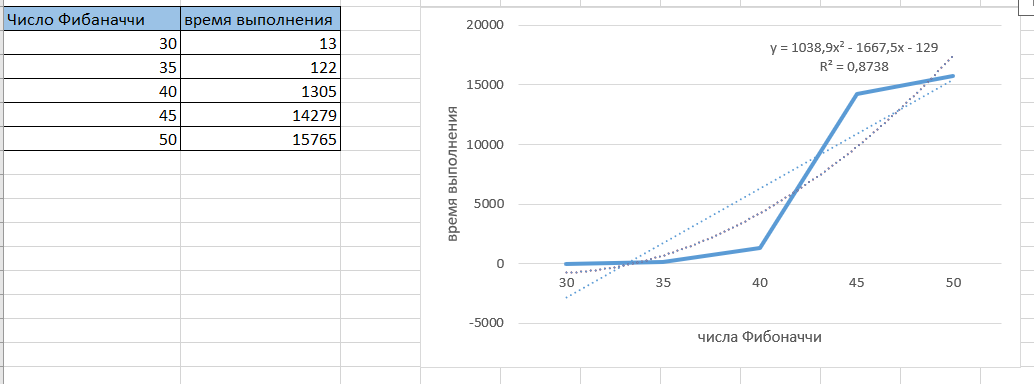 Число Фибаначчи время выполнения
30 13
35 122
40 1305
45 14279
50 15765
20000
15000
10000
5000
0
-5000
y = 1038,9x² - 1667,5x - 129
R² = 0,8738
время выполнения
30 35 40 45 50
числа Фибоначчи